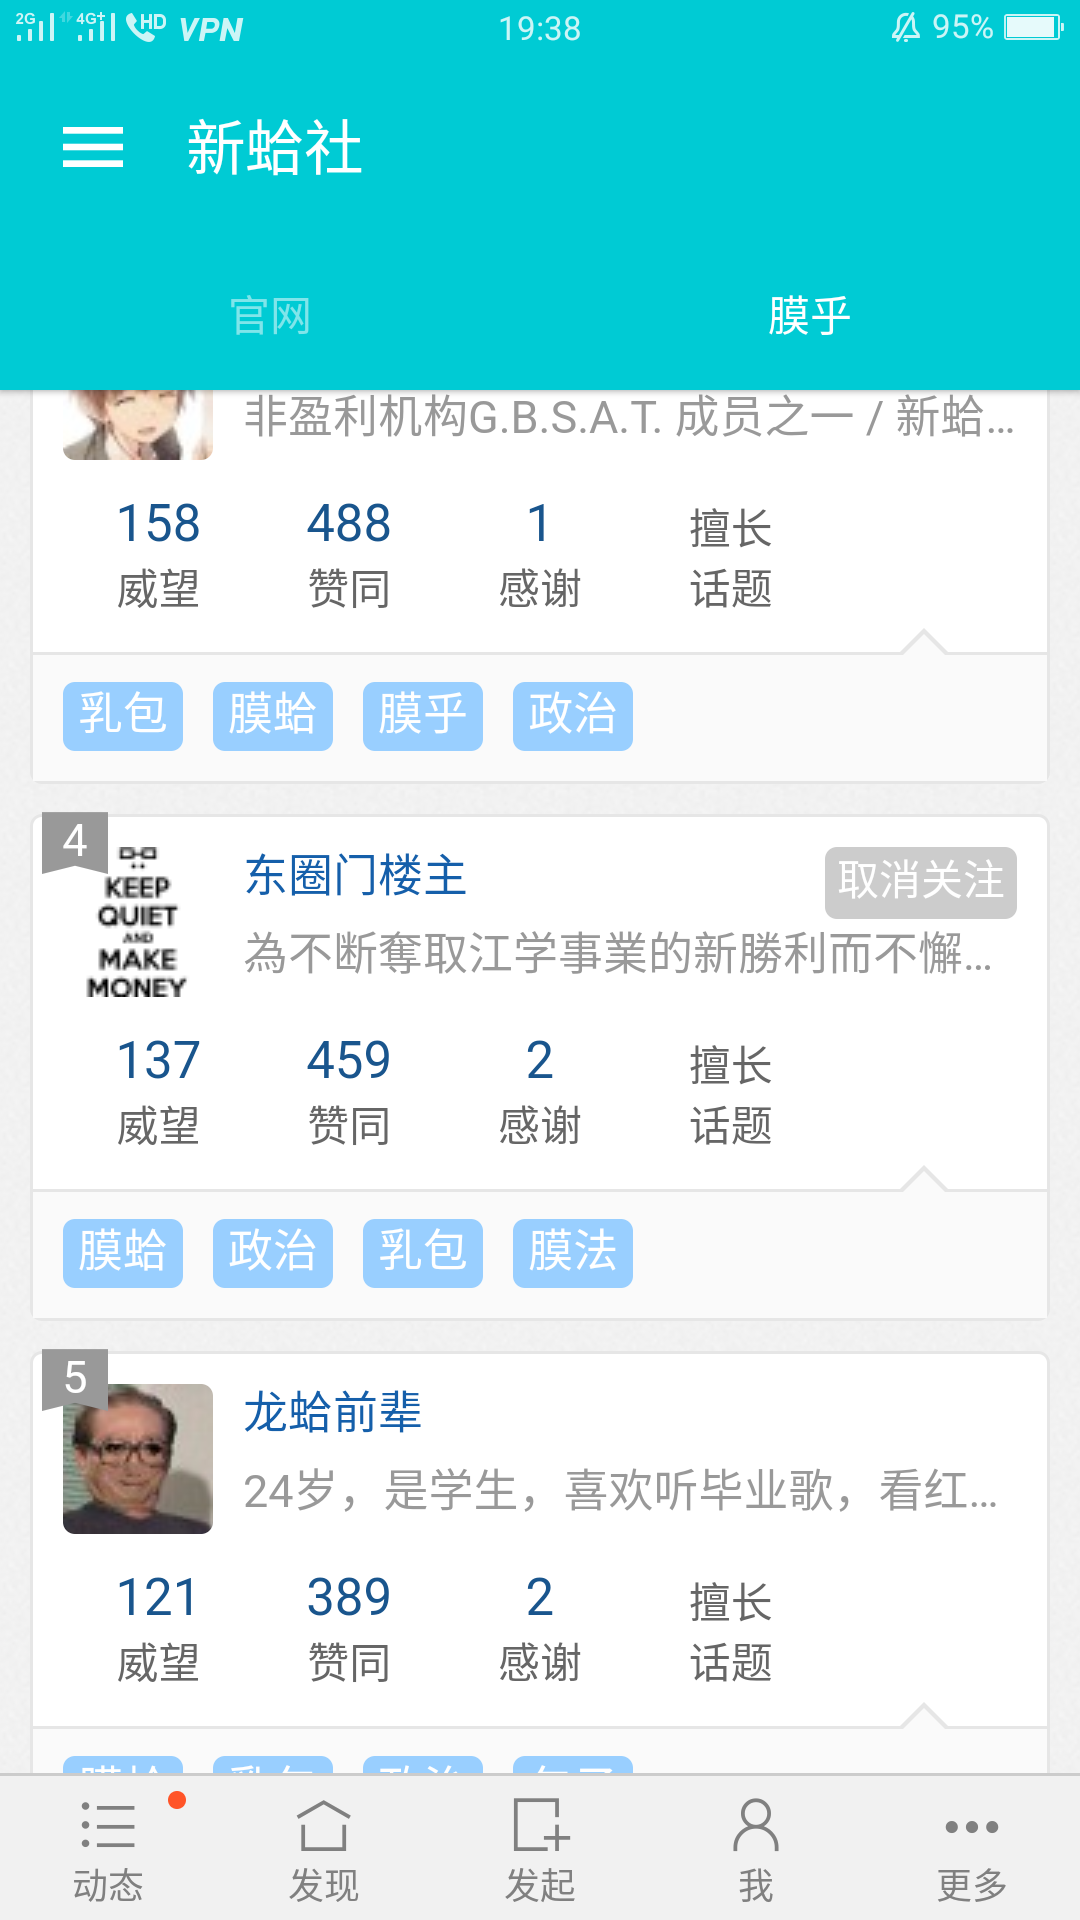 2G 4G+ HD VPN 19:38 95%
新蛤社
官网 膜乎
非盈利机构G.B.S.A.T. 成员之一 / 新蛤...
158 488 1 擅长
威望 赞同 感谢 话题
乳包 膜蛤 膜乎 政治
4
KEEP
QUIET
AND
MAKE
MONEY
东圈门楼主
取消关注
為不断奪取江学事業的新勝利而不懈...
137 459 2 擅长
威望 赞同 感谢 话题
膜蛤 政治 乳包 膜法
5
龙蛤前辈
24岁，是学生，喜欢听毕业歌，看红...
121 389 2 擅长
威望 赞同 感谢 话题
膜蛤 乳包 政治
动态 发现 发起 我 更多